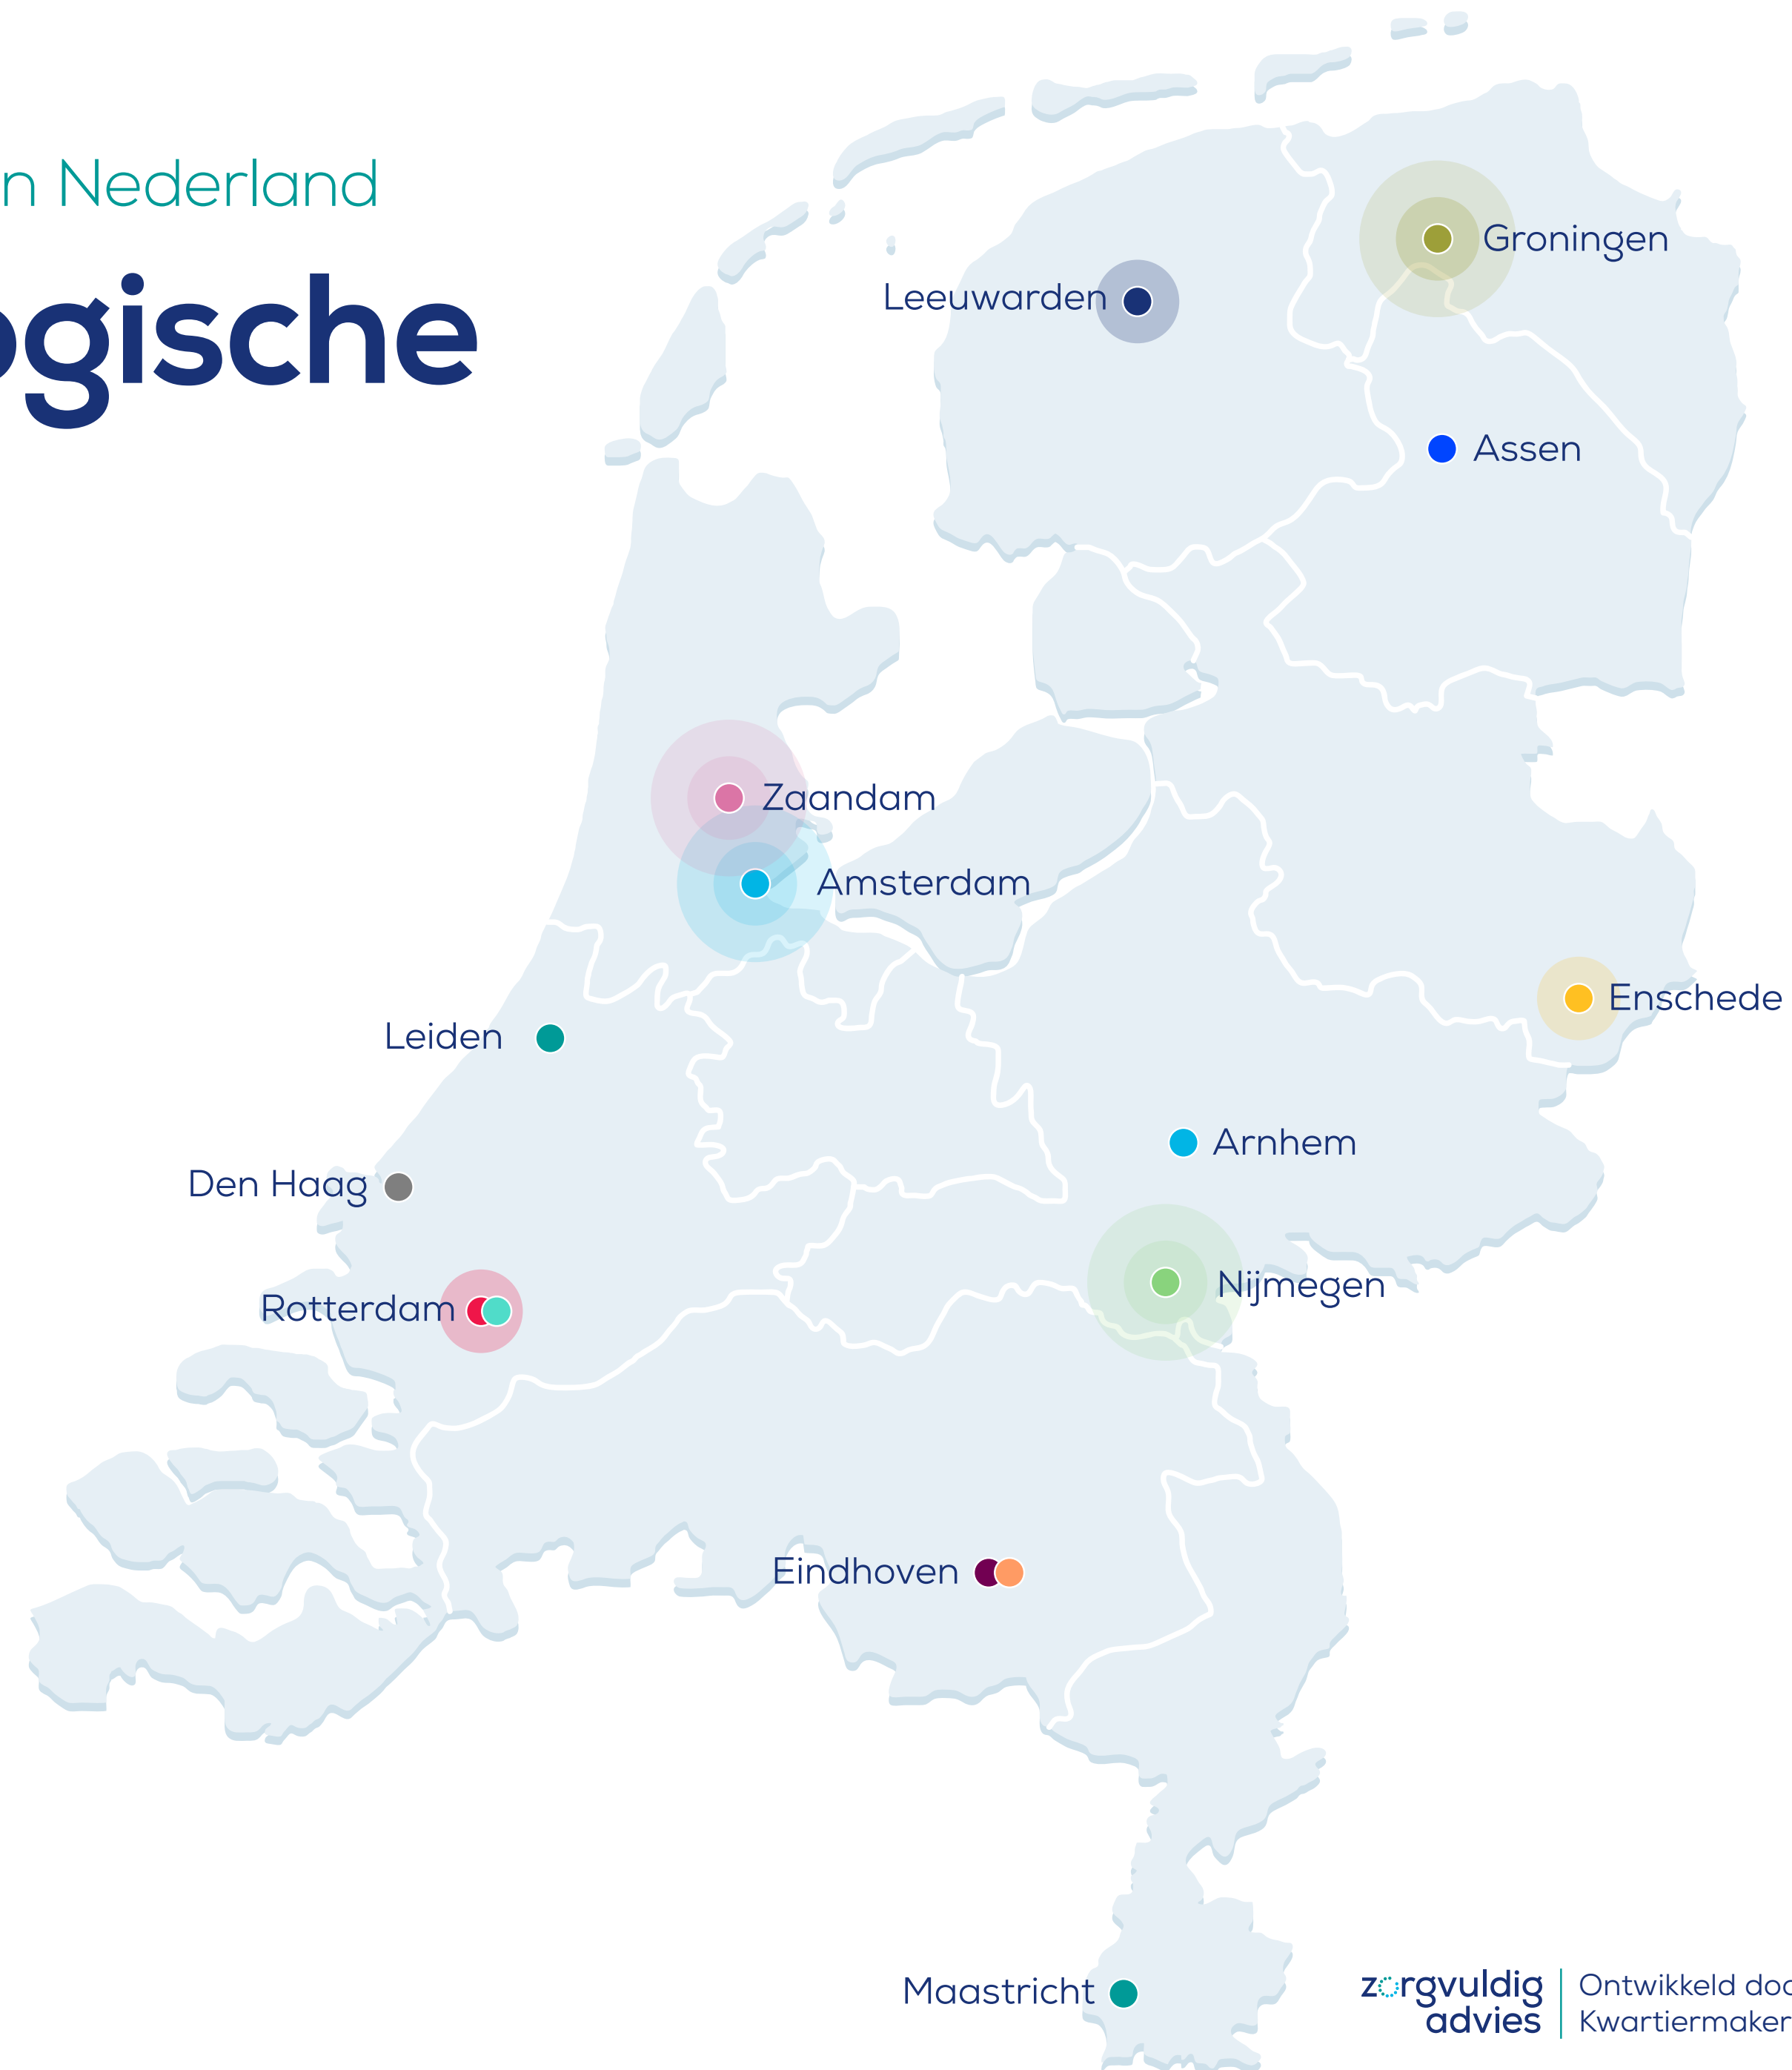 n Nederland
gische
Groningen
Leeuwarden
Assen
Zaandam
Amsterdam
Enschede
Leiden
Arnhem
Den Haag
Nijmegen
Rotterdam
Eindhoven
Maastricht
zorgvuldig
advies
Ontwikkeld doo
Kwartiermaker